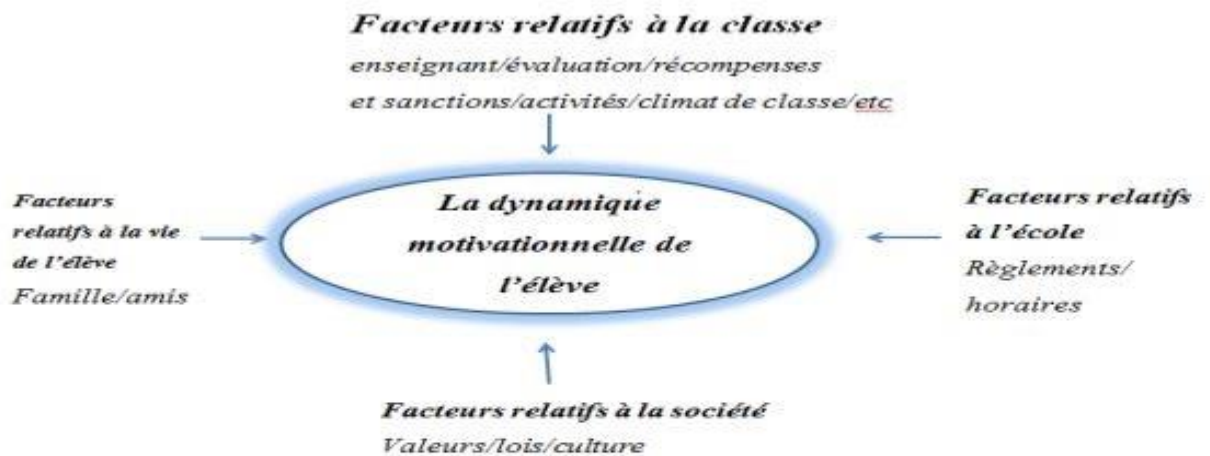 Facteurs relatifs à la classe
enseignant/évaluation/récompenses
et sanctions/activités/climat de classe/etc
Facteurs
relatifs à la vie
de l'élève
Famille/amis
La dynamique
motivationnelle de
l'élève
Facteurs relatifs
à l'école
Règlements/
horaires
Facteurs relatifs à la société
Valeurs/lois/culture